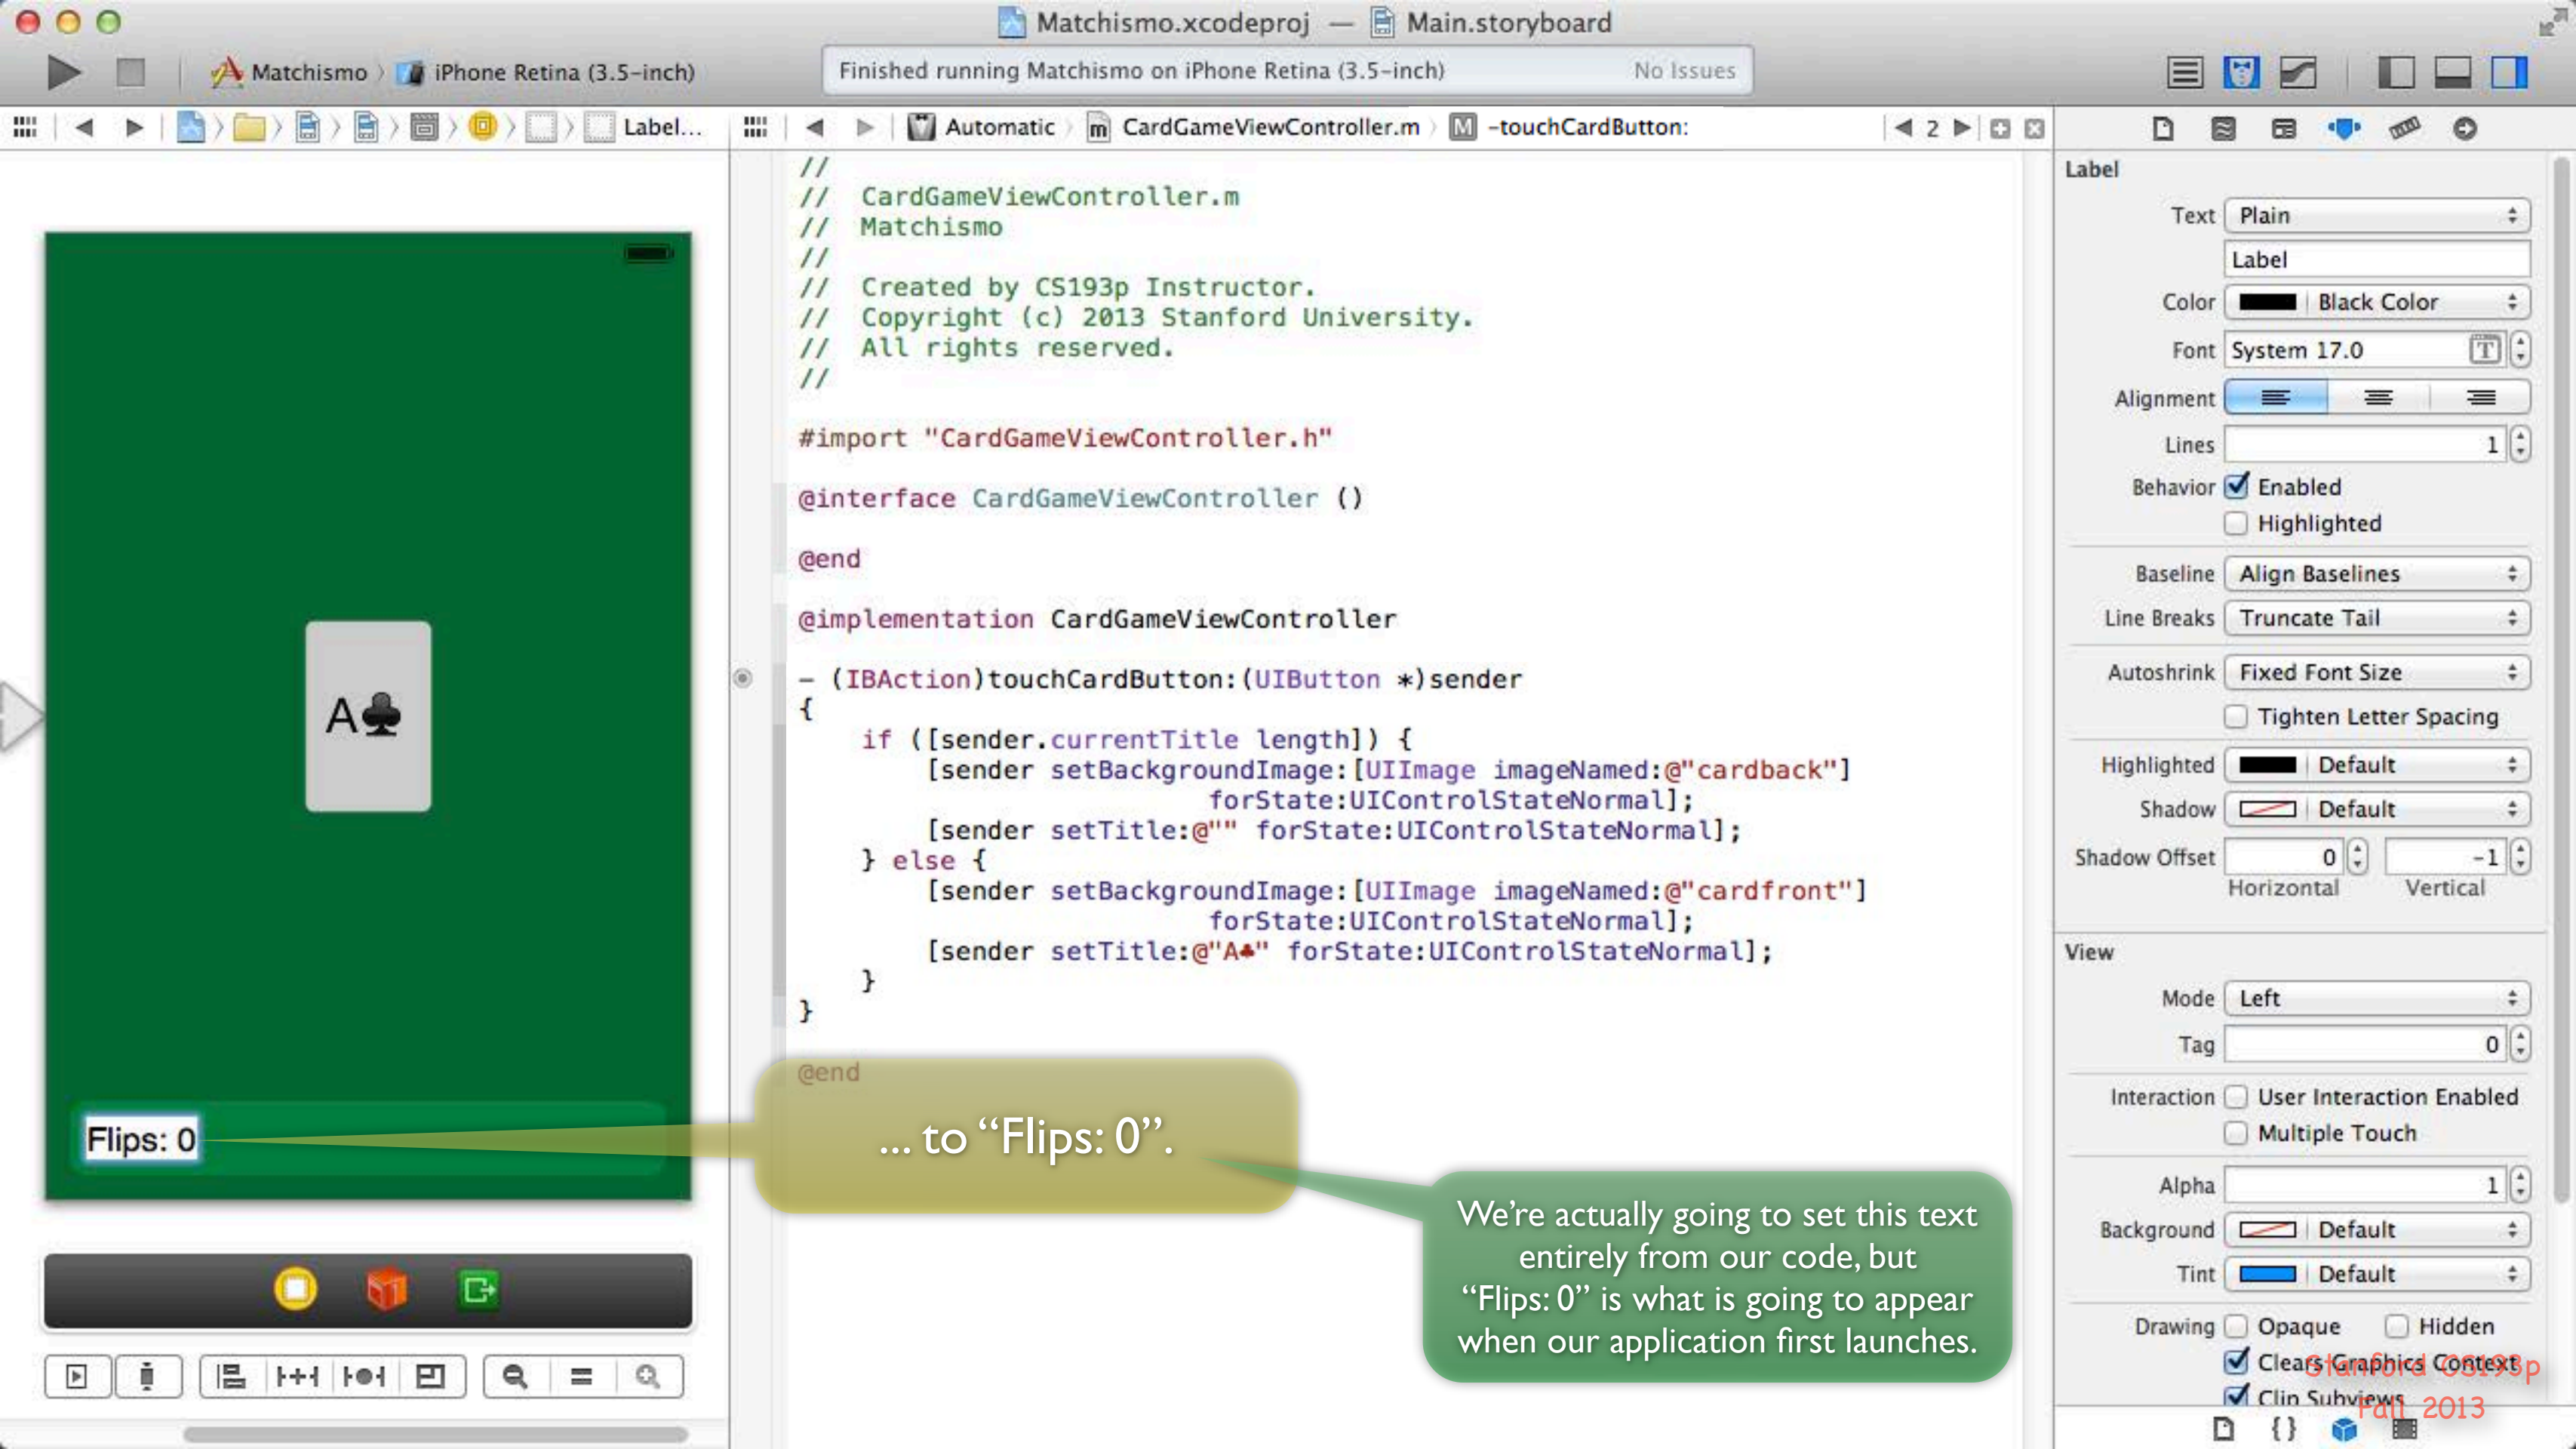 Matchismo.xcodeproj — Main.storyboard
Matchismo iPhone Retina (3.5-inch)
Finished running Matchismo on iPhone Retina (3.5-inch) No Issues
Label... Automatic CardGameViewController.m M -touchCardButton: 2
//
// CardGameViewController.m
// Matchismo
//
// Created by CS193p Instructor.
// Copyright (c) 2013 Stanford University.
// All rights reserved.
//
#import "CardGameViewController.h"
@interface CardGameViewController ()
@end
@implementation CardGameViewController
- (IBAction)touchCardButton:(UIButton *)sender
{
if ([sender.currentTitle length]) {
[sender setBackgroundImage:[UIImage imageNamed:@"cardback"]
forState:UIControlStateNormal];
[sender setTitle:@"" forState:UIControlStateNormal];
} else {
[sender setBackgroundImage:[UIImage imageNamed:@"cardfront"]
forState:UIControlStateNormal];
[sender setTitle:@"A♣" forState:UIControlStateNormal];
}
}
@end
A♣
Flips: 0
... to “Flips: 0”.
We’re actually going to set this text
entirely from our code, but
“Flips: 0” is what is going to appear
when our application first launches.
Label
Text Plain
Label
Color Black Color
Font System 17.0
Alignment
Lines 1
Behavior Enabled
Highlighted
Baseline Align Baselines
Line Breaks Truncate Tail
Autoshrink Fixed Font Size
Tighten Letter Spacing
Highlighted Default
Shadow Default
Shadow Offset 0 -1
Horizontal Vertical
View
Mode Left
Tag 0
Interaction User Interaction Enabled
Multiple Touch
Alpha 1
Background Default
Tint Default
Drawing Opaque Hidden
Clears Graphics Context
Clip Subviews
Stanford CS193p
Fall 2013